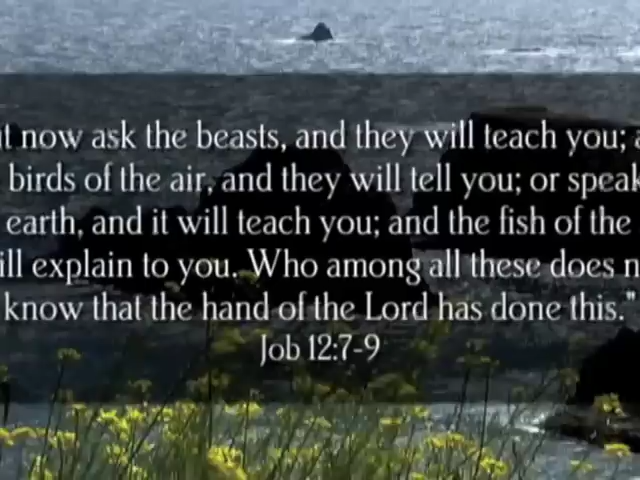 now ask the beasts, and they will teach you;
birds of the air, and they will tell you; or speak
earth, and it will teach you; and the fish of the
explain to you. Who among all these does
know that the hand of the Lord has done this."
Job 12:7-9